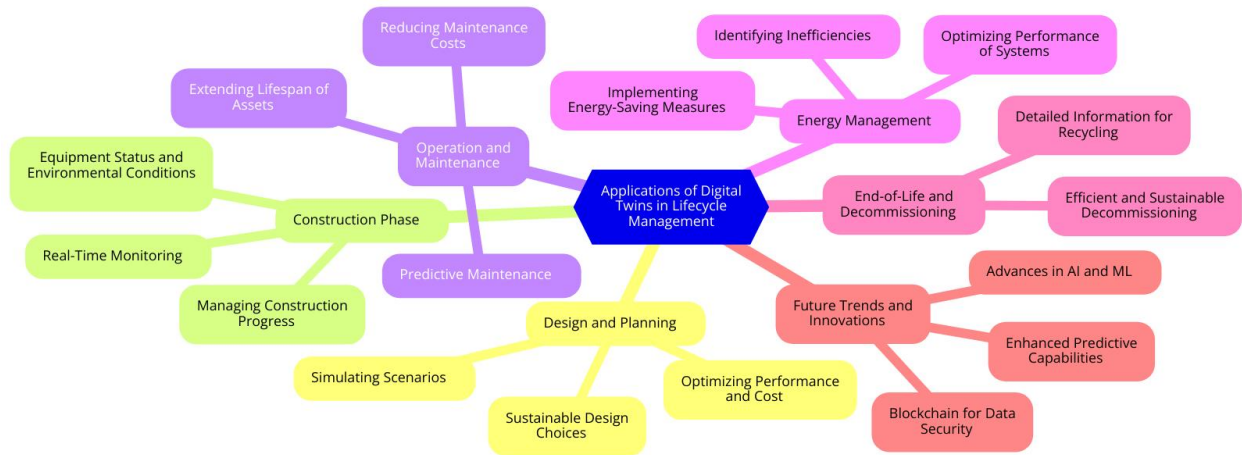 Applications of Digital
Twins in Lifecycle
Management
Operation and
Maintenance
Reducing Maintenance
Costs
Extending Lifespan of
Assets
Predictive Maintenance
Construction Phase
Equipment Status and
Environmental Conditions
Real-Time Monitoring
Managing Construction
Progress
Design and Planning
Simulating Scenarios
Sustainable Design
Choices
Optimizing Performance
and Cost
Energy Management
Identifying Inefficiencies
Optimizing Performance
of Systems
Implementing
Energy-Saving Measures
End-of-Life and
Decommissioning
Detailed Information for
Recycling
Efficient and Sustainable
Decommissioning
Future Trends and
Innovations
Advances in AI and ML
Enhanced Predictive
Capabilities
Blockchain for Data
Security